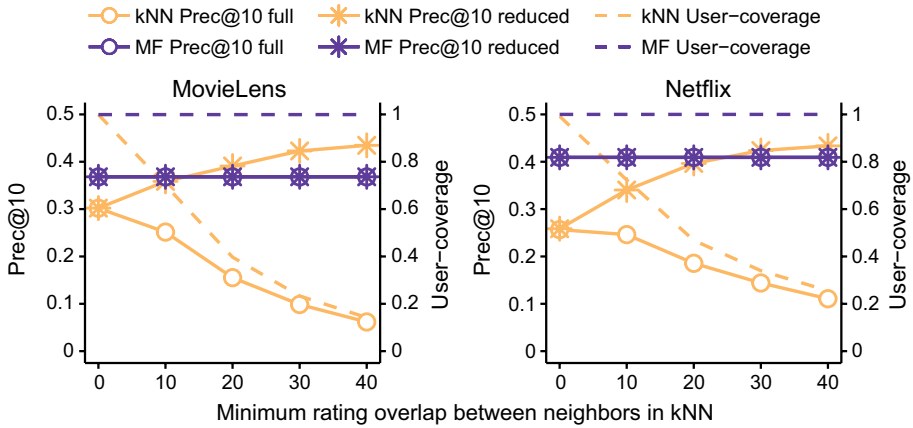 kNN Prec@10 full kNN Prec@10 reduced kNN User−coverage
MF Prec@10 full MF Prec@10 reduced MF User−coverage
MovieLens Netflix
0.5 1 0.5 1
0.4 0.8 0.4 0.8
0.3 0.6 0.3 0.6
0.2 0.4 0.2 0.4
0.1 0.2 0.1 0.2
0 0 0 0
Prec@10 User−coverage Prec@10 User−coverage
0 10 20 30 40 0 10 20 30 40
Minimum rating overlap between neighbors in kNN